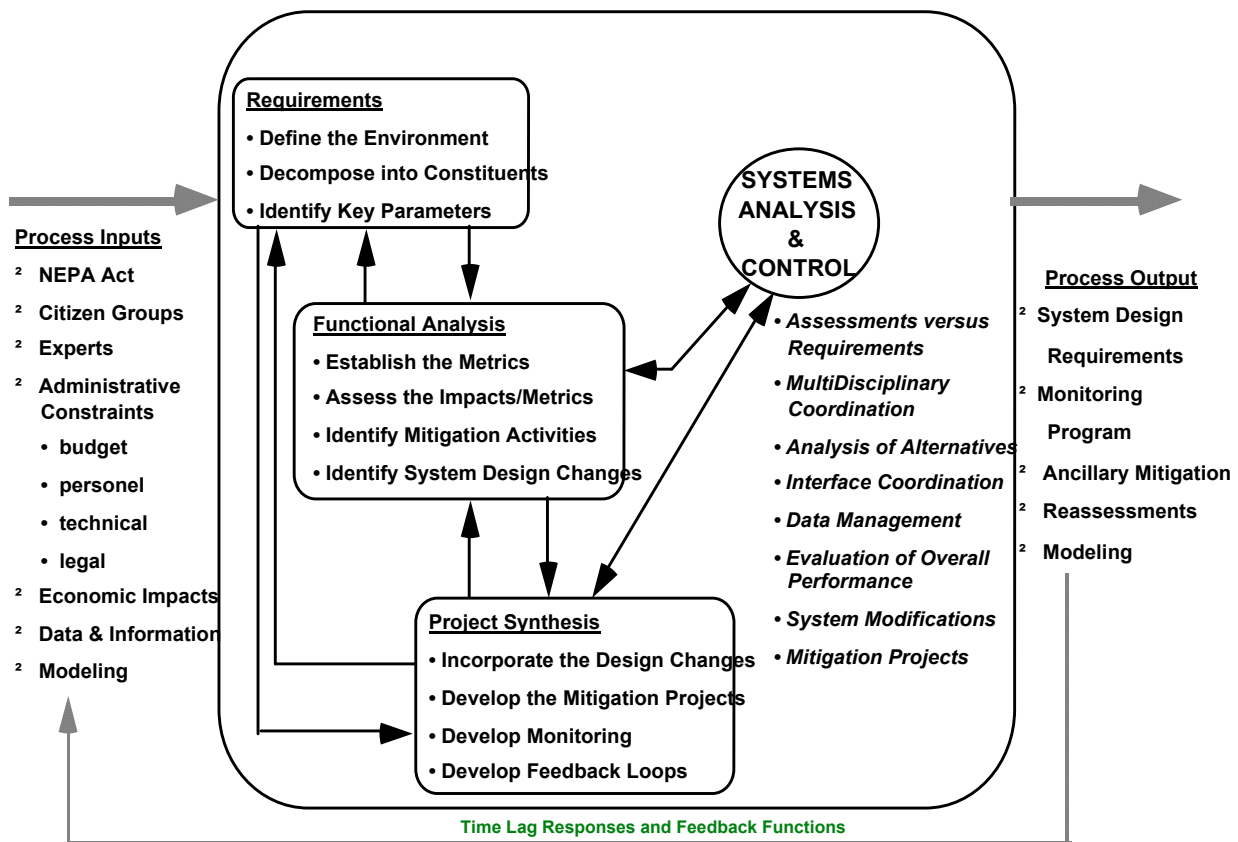 Requirements
• Define the Environment
• Decompose into Constituents
• Identify Key Parameters
SYSTEMS
ANALYSIS
&
CONTROL
Process Inputs
² NEPA Act
² Citizen Groups
² Experts
² Administrative
Constraints
• budget
• personel
• technical
• legal
² Economic Impacts
² Data & Information
² Modeling
Functional Analysis
• Establish the Metrics
• Assess the Impacts/Metrics
• Identify Mitigation Activities
• Identify System Design Changes
Project Synthesis
• Incorporate the Design Changes
• Develop the Mitigation Projects
• Develop Monitoring
• Develop Feedback Loops
• Assessments versus
Requirements
• MultiDisciplinary
Coordination
• Analysis of Alternatives
• Interface Coordination
• Data Management
• Evaluation of Overall
Performance
• System Modifications
• Mitigation Projects
Process Output
² System Design
Requirements
² Monitoring
Program
² Ancillary Mitigation
² Reassessments
² Modeling
Time Lag Responses and Feedback Functions